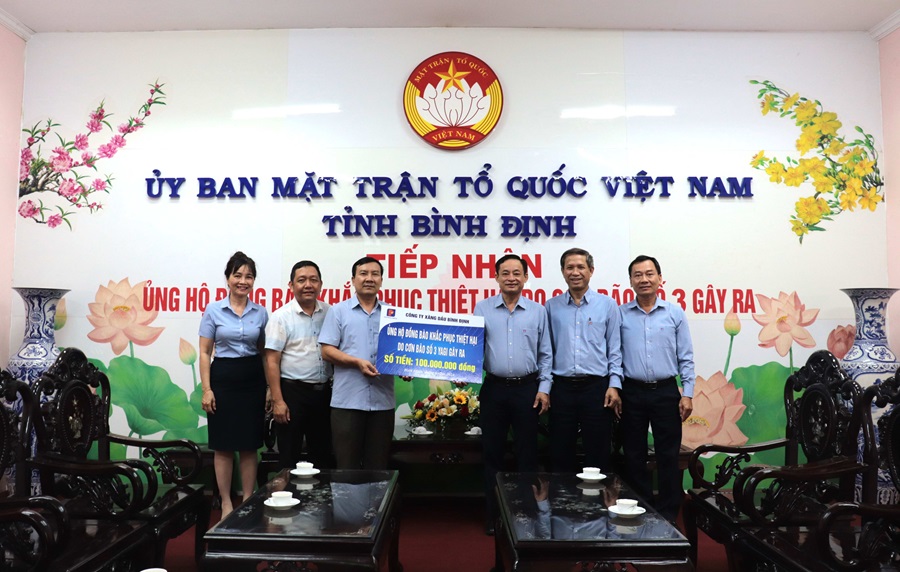 MẶT TRẬN TỔ QUỐC
VIỆT NAM
ỦY BAN MẶT TRẬN TỔ QUỐC VIỆT NAM
TỈNH BÌNH ĐỊNH
TIẾP NHẬN
ỦNG HỘ ĐỒNG BÀO KHẮC PHỤC THIỆT DO BÃO SỐ 3 GÂY RA
CÔNG TY XĂNG DẦU BÌNH ĐỊNH
ỦNG HỘ ĐỒNG BÀO KHẮC PHỤC THIỆT HẠI
DO CƠN BÃO SỐ 3 YAGI GÂY RA
SỐ TIỀN: 100.000.000 đồng